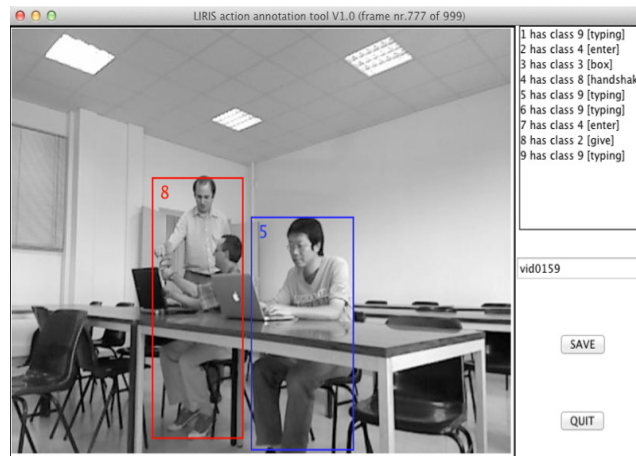 LIRIS action annotation tool V1.0 (frame nr.777 of 999)
1 has class 9 [typing]
2 has class 4 [enter]
3 has class 3 [box]
4 has class 8 [handshak
5 has class 9 [typing]
6 has class 9 [typing]
7 has class 4 [enter]
8 has class 2 [give]
9 has class 9 [typing]
8
5
vid0159
SAVE
QUIT